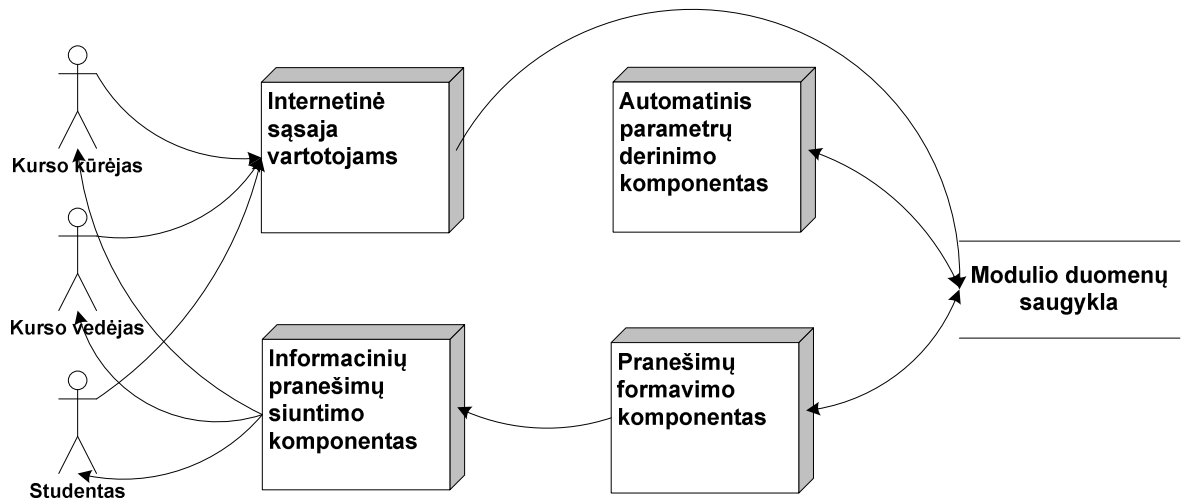 Kurso kūrėjas
Kurso vedėjas
Studentas
Internetinė
sąsaja
vartotojams
Automatinis
parametrų
derinimo
komponentas
Informacinių
pranešimų
siuntimo
komponentas
Pranešimų
formavimo
komponentas
Modulio duomenų
saugykla